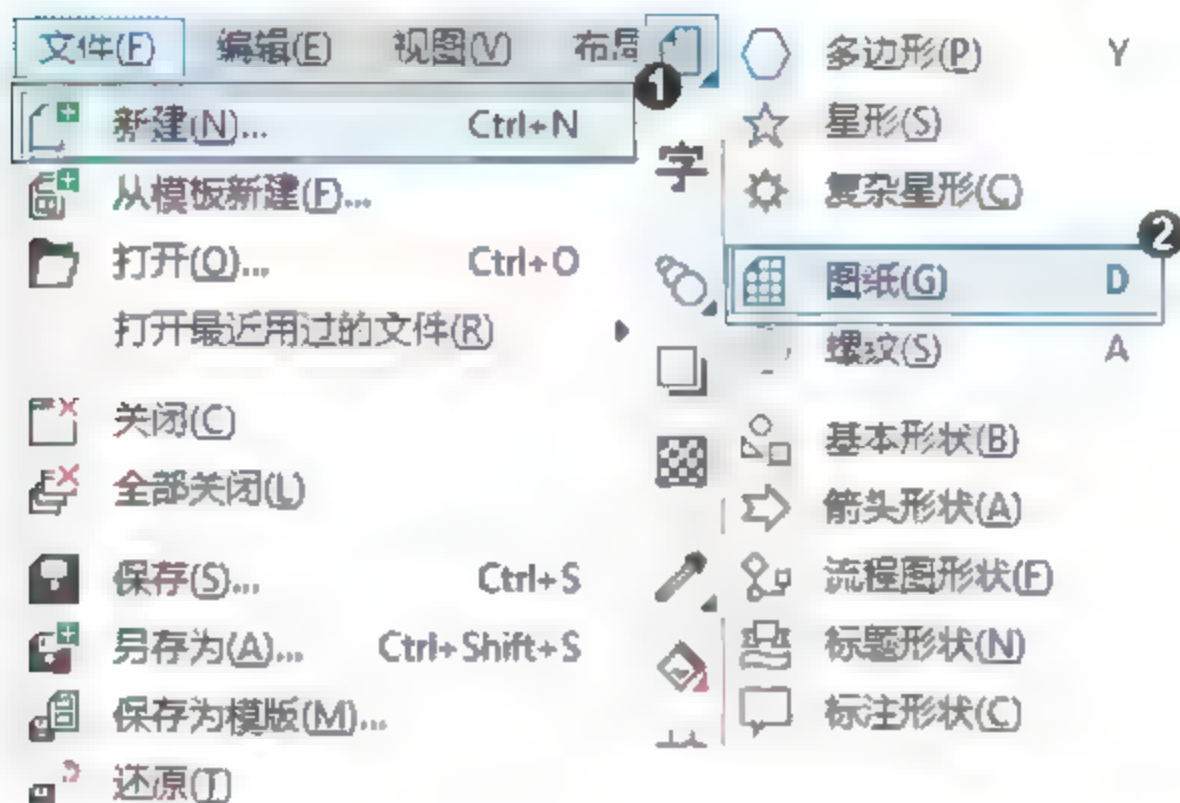 文件(F) 编辑(E) 视图(V) 布局
1
新建(N)... Ctrl+N
从模板新建(F)...
打开(O)... Ctrl+O
打开最近用过的文件(R)
关闭(C)
全部关闭(L)
保存(S)... Ctrl+S
另存为(A)... Ctrl+Shift+S
保存为模版(M)...
还原(T)
字
多边形(P) Y
星形(S)
复杂星形(C)
2
图纸(G) D
螺纹(S) A
基本形状(B)
箭头形状(A)
流程图形状(F)
标题形状(N)
标注形状(C)